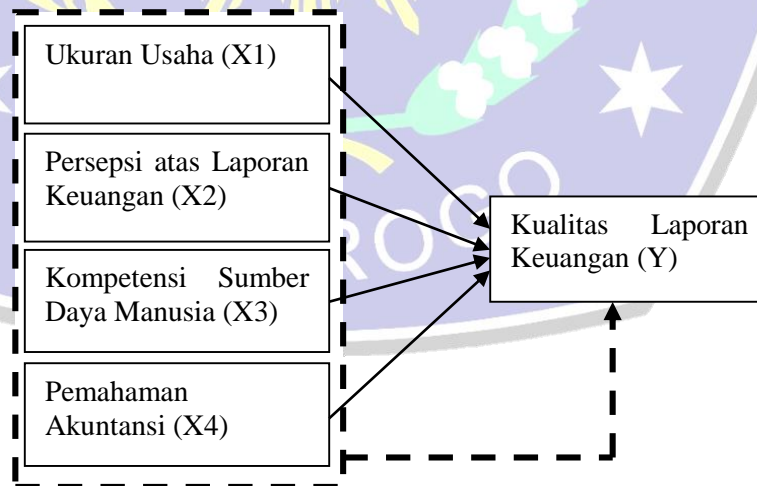 Ukuran Usaha (X1)
Persepsi atas Laporan
Keuangan (X2)
Kompetensi Sumber
Daya Manusia (X3)
Pemahaman
Akuntansi (X4)
Kualitas Laporan
Keuangan (Y)
ROGO